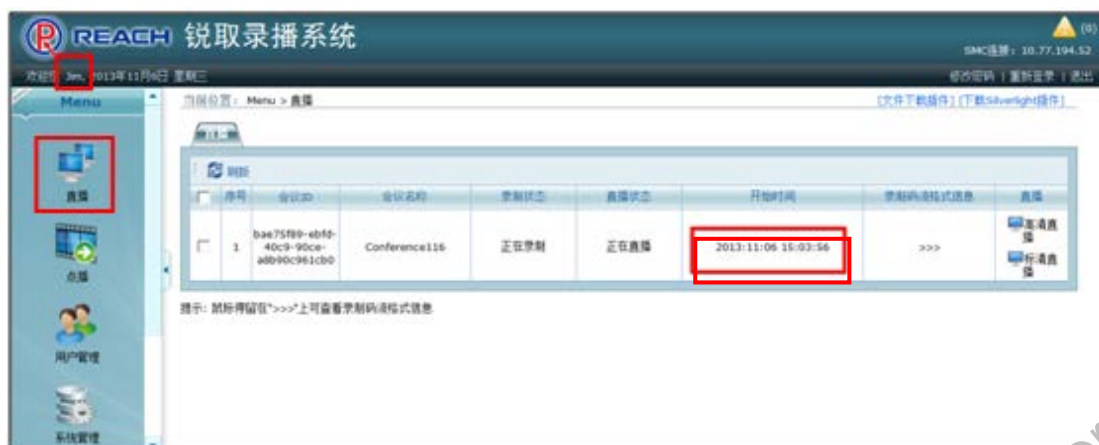 REACH 锐取录播系统
(0)
SMC连接: 10.77.194.52
欢迎您 Jim, 2013年11月6日 星期三
修改密码 | 重新登录 | 退出
Menu
当前位置: Menu > 直播
[文件下载插件] [下载Silverlight插件]
直播
刷新
序号 会议ID 会议名称 录制状态 直播状态 开始时间 录制码流格式信息 直播
1 bae75f89-ebfd-40c9-90ce-a8b90c961cb0 Conference116 正在录制 正在直播 2013:11:06 15:03:56 >>>
高清直播
标清直播
提示: 鼠标停留在">>>"上可查看录制码流格式信息
直播
点播
用户管理
系统管理